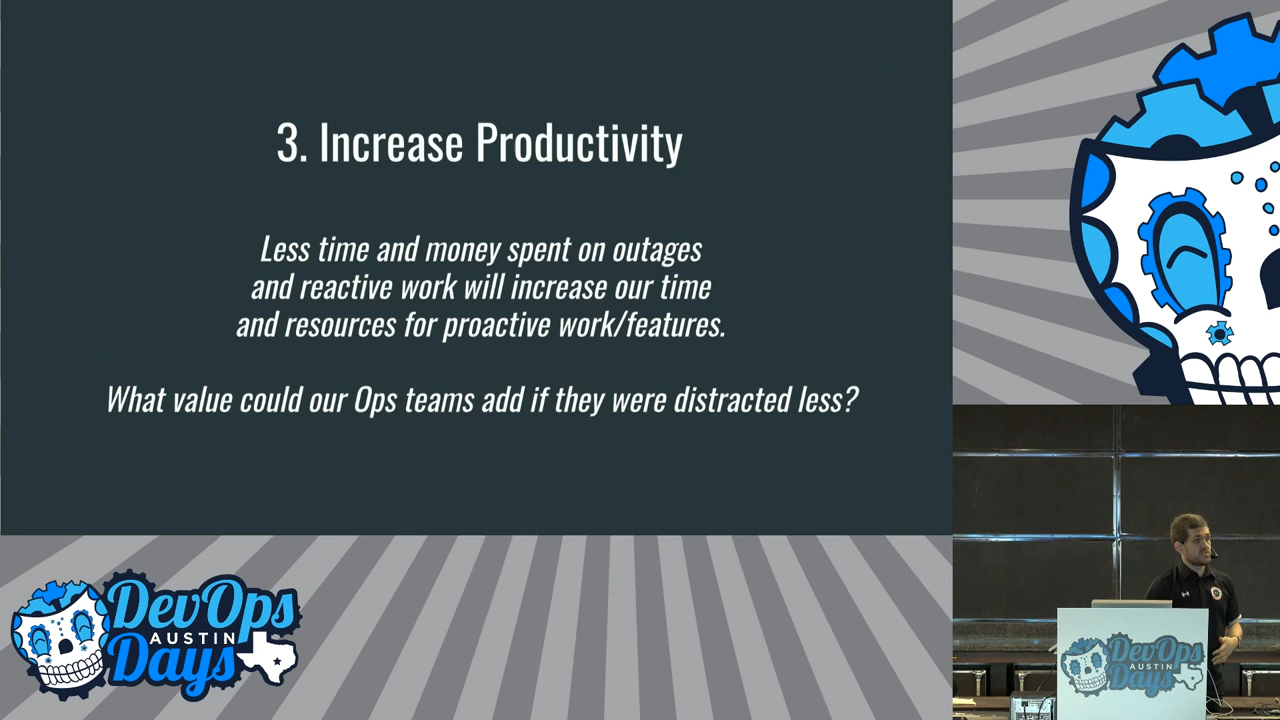 3. Increase Productivity
Less time and money spent on outages
and reactive work will increase our time
and resources for proactive work/features.
What value could our Ops teams add if they were distracted less?
DevOps
AUSTIN
Days
DevOps
AUSTIN
Days